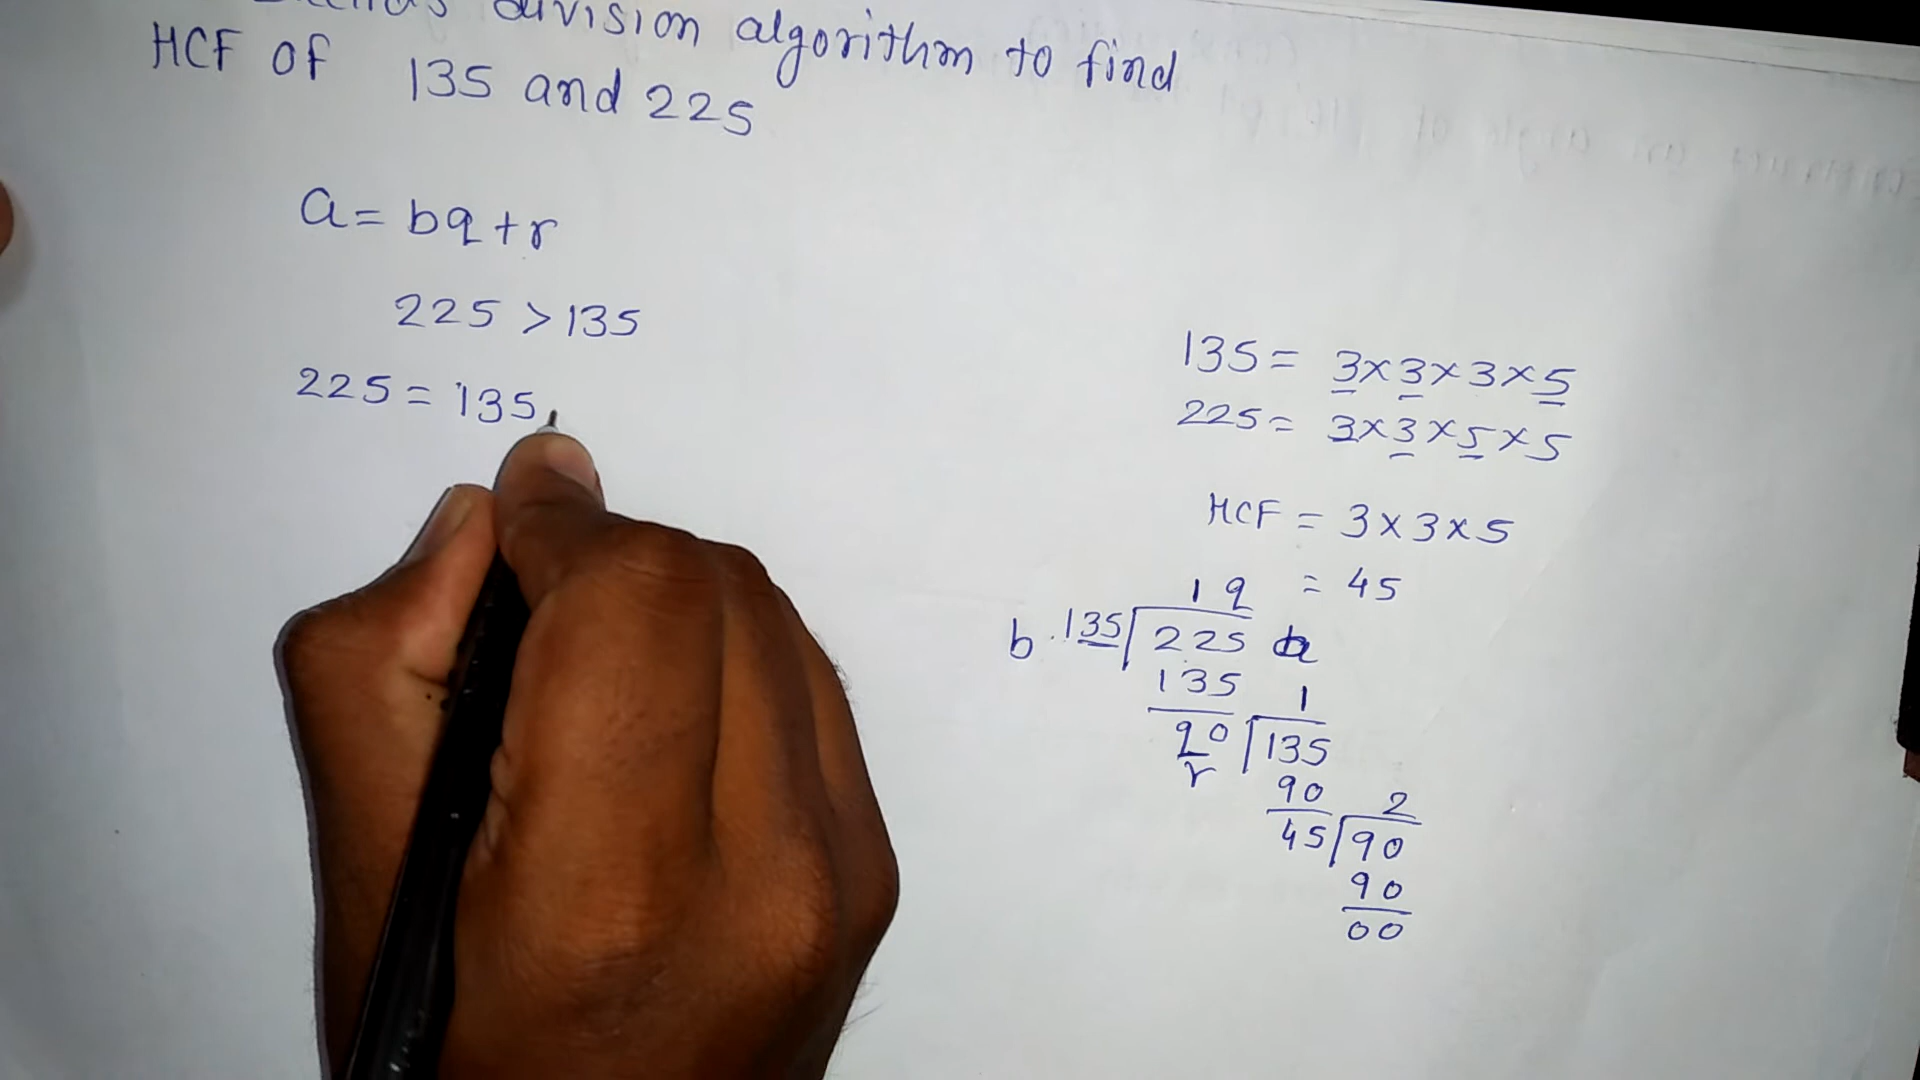 division algorithm to find
HCF of 135 and 225
a = bq + r
225 > 135
225 = 135
135 = 3 × 3 × 3 × 5
225 = 3 × 3 × 5 × 5
HCF = 3 × 3 × 5
= 45
1 q
b 135 225 a
135 1
90 135
r
90 2
45 90
90
00